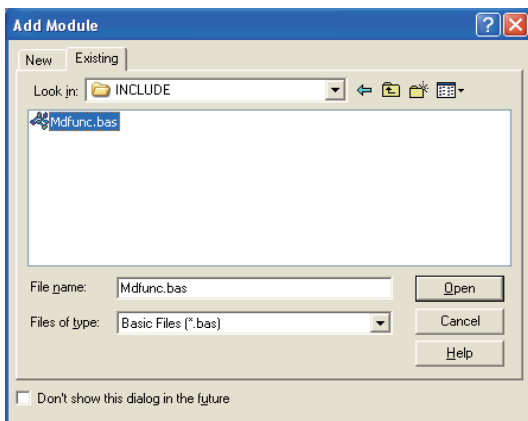 Add Module
New Existing
Look in: INCLUDE
Mdfunc.bas
File name: Mdfunc.bas Open
Files of type: Basic Files (*.bas) Cancel
Help
Don't show this dialog in the future